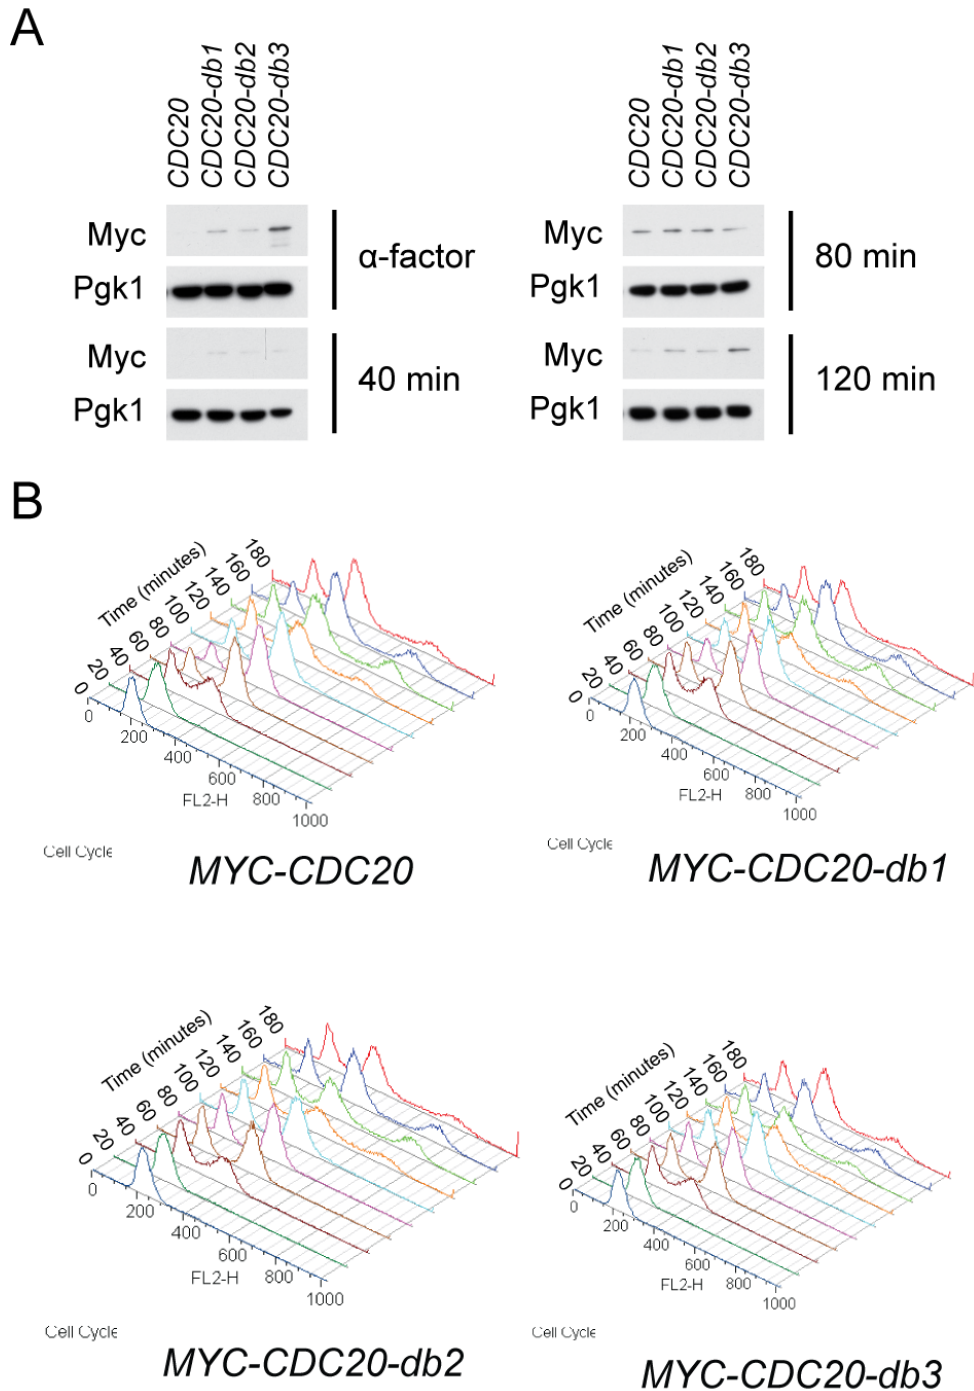 A
CDC20 CDC20-db1 CDC20-db2 CDC20-db3
Myc
Pgk1
α-factor
Myc
Pgk1
40 min
CDC20 CDC20-db1 CDC20-db2 CDC20-db3
Myc
Pgk1
80 min
Myc
Pgk1
120 min
B
Time (minutes)
0 20 40 60 80 100 120 140 160 180
0 200 400 600 800 1000
FL2-H
Cell Cycle
MYC-CDC20
Time (minutes)
0 20 40 60 80 100 120 140 160 180
0 200 400 600 800 1000
FL2-H
Cell Cycle
MYC-CDC20-db1
Time (minutes)
0 20 40 60 80 100 120 140 160 180
0 200 400 600 800 1000
FL2-H
Cell Cycle
MYC-CDC20-db2
Time (minutes)
0 20 40 60 80 100 120 140 160 180
0 200 400 600 800 1000
FL2-H
Cell Cycle
MYC-CDC20-db3